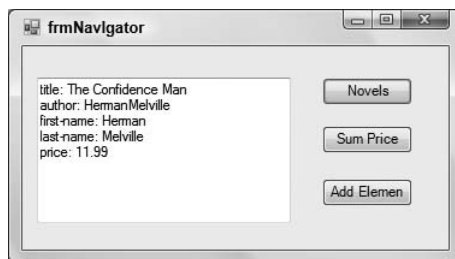 frmNavIgator
title: The Confidence Man
author: HermanMelville
first-name: Herman
last-name: Melville
price: 11.99
Novels
Sum Price
Add Elemen